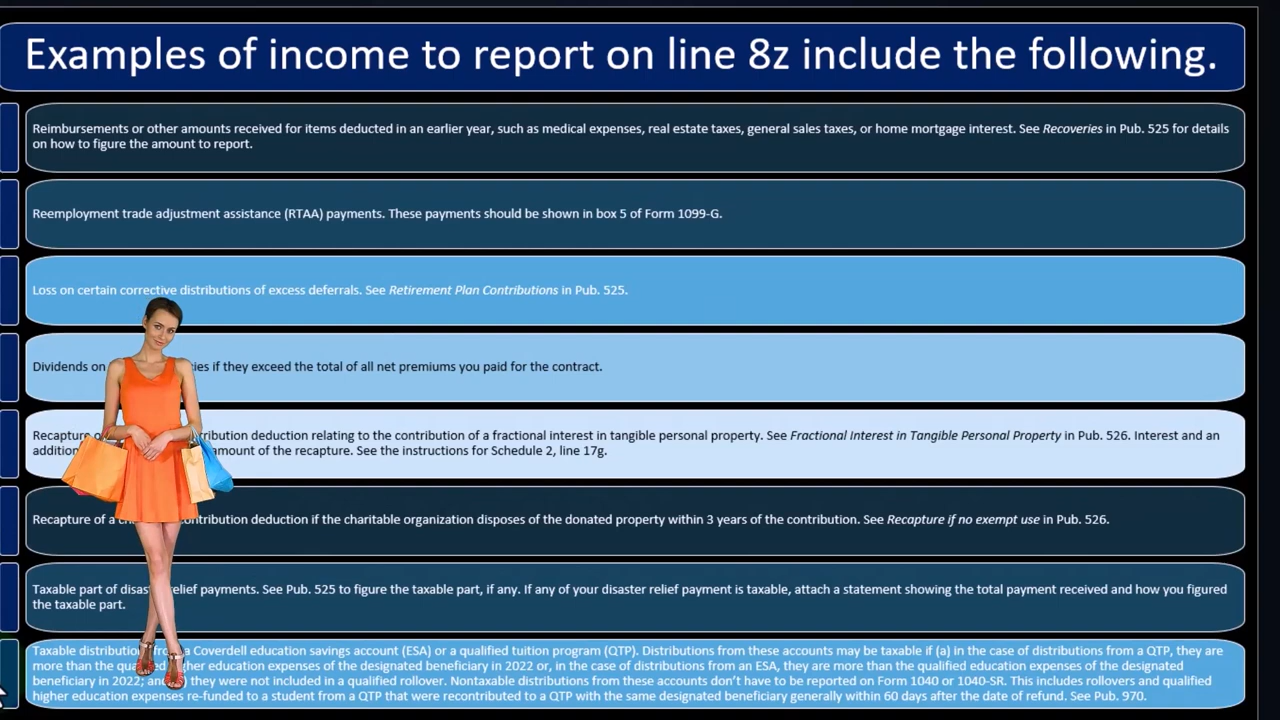 Examples of income to report on line 8z include the following.
Reimbursements or other amounts received for items deducted in an earlier year, such as medical expenses, real estate taxes, general sales taxes, or home mortgage interest. See Recoveries in Pub. 525 for details
on how to figure the amount to report.
Reemployment trade adjustment assistance (RTAA) payments. These payments should be shown in box 5 of Form 1099-G.
Loss on certain corrective distributions of excess deferrals. See Retirement Plan Contributions in Pub. 525.
Dividends on if they exceed the total of all net premiums you paid for the contract.
Recapture deduction relating to the contribution of a fractional interest in tangible personal property. See Fractional Interest in Tangible Personal Property in Pub. 526. Interest and an
amount of the recapture. See the instructions for Schedule 2, line 17g.
Recapture of a deduction if the charitable organization disposes of the donated property within 3 years of the contribution. See Recapture if no exempt use in Pub. 526.
Taxable part of payments. See Pub. 525 to figure the taxable part, if any. If any of your disaster relief payment is taxable, attach a statement showing the total payment received and how you figured
the taxable part.
Taxable a Coverdell education savings account (ESA) or a qualified tuition program (QTP). Distributions from these accounts may be taxable if (a) in the case of distributions from a QTP, they are
more than the education expenses of the designated beneficiary in 2022 or, in the case of distributions from an ESA, they are more than the qualified education expenses of the designated
beneficiary in 2022; they were not included in a qualified rollover. Nontaxable distributions from these accounts don't have to be reported on Form 1040 or 1040-SR. This includes rollovers and qualified
higher education expenses re-funded to a student from a QTP that were recontributed to a QTP with the same designated beneficiary generally within 60 days after the date of refund. See Pub. 970.